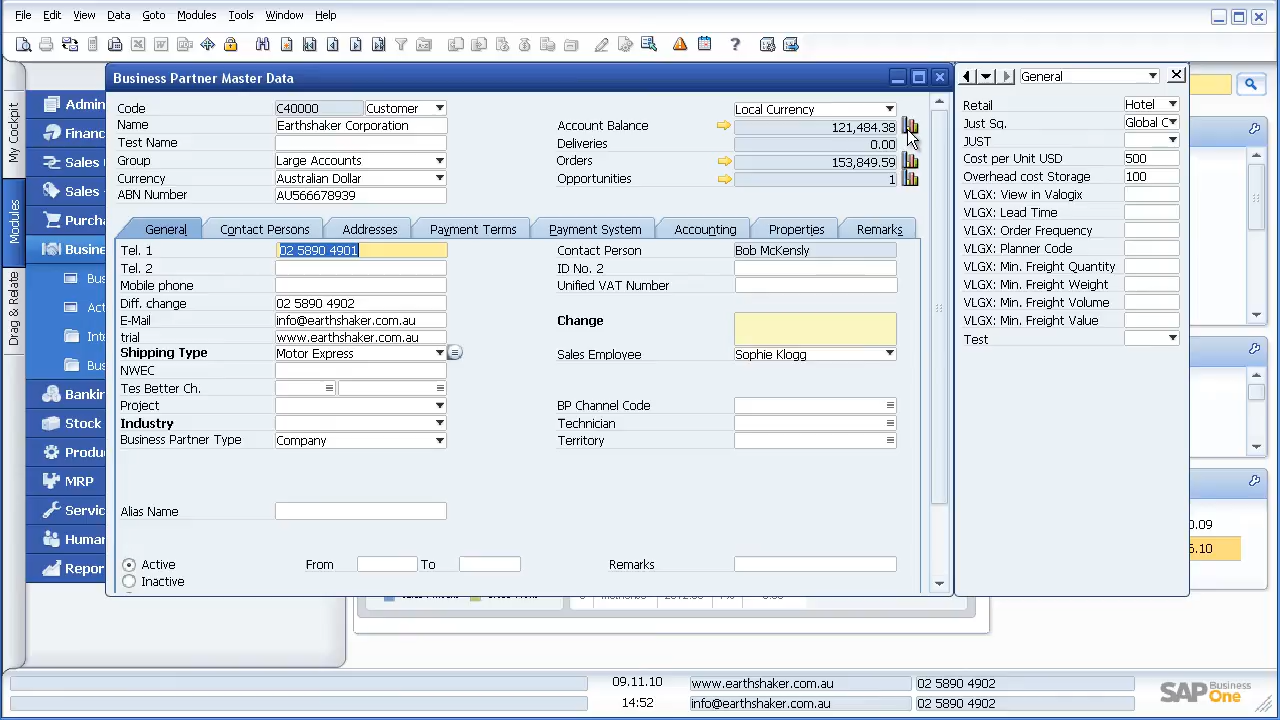 File Edit View Data Goto Modules Tools Window Help
My Cockpit
Modules
Drag & Relate
Admin
Financ
Sales
Sales -
Purcha
Busine
Bus
Act
Inte
Bus
Bankin
Stock
Produ
MRP
Servic
Huma
Repor
Business Partner Master Data
Code C40000 Customer Local Currency
Name Earthshaker Corporation Account Balance 121,484.38
Test Name Deliveries 0.00
Group Large Accounts Orders 153,849.59
Currency Australian Dollar Opportunities 1
ABN Number AU566678939
General Contact Persons Addresses Payment Terms Payment System Accounting Properties Remarks
Tel. 1 02 5890 4901 Contact Person Bob McKensly
Tel. 2 ID No. 2
Mobile phone Unified VAT Number
Diff. change 02 5890 4902
E-Mail info@earthshaker.com.au Change
trial www.earthshaker.com.au
Shipping Type Motor Express Sales Employee Sophie Klogg
NWEC
Tes Better Ch.
Project BP Channel Code
Industry Technician
Business Partner Type Company Territory
Alias Name
Active From To Remarks
Inactive
General
Retail Hotel
Just Sq. Global C
JUST
Cost per Unit USD 500
Overhead cost Storage 100
VLGX: View in Valogix
VLGX: Lead Time
VLGX: Order Frequency
VLGX: Planner Code
VLGX: Min. Freight Quantity
VLGX: Min. Freight Weight
VLGX: Min. Freight Volume
VLGX: Min. Freight Value
Test
0.09
6.10
09.11.10 www.earthshaker.com.au 02 5890 4902
14:52 info@earthshaker.com.au 02 5890 4902
SAP Business One